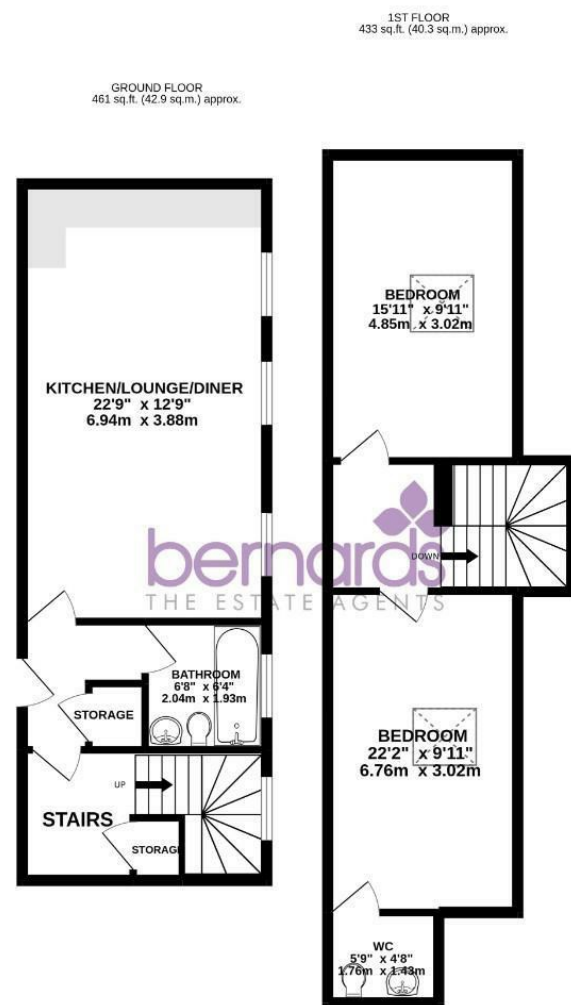 1ST FLOOR
433 sq.ft. (40.3 sq.m.) approx.
GROUND FLOOR
461 sq.ft. (42.9 sq.m.) approx.
BEDROOM
15'11" x 9'11"
4.85m x 3.02m
KITCHEN/LOUNGE/DINER
22'9" x 12'9"
6.94m x 3.88m
bernards
THE ESTATE AGENTS
DOWN
BATHROOM
6'8" x 6'4"
2.04m x 1.93m
STORAGE
BEDROOM
22'2" x 9'11"
6.76m x 3.02m
UP
STAIRS
STORAGE
WC
5'9" x 4'8"
1.76m x 1.43m